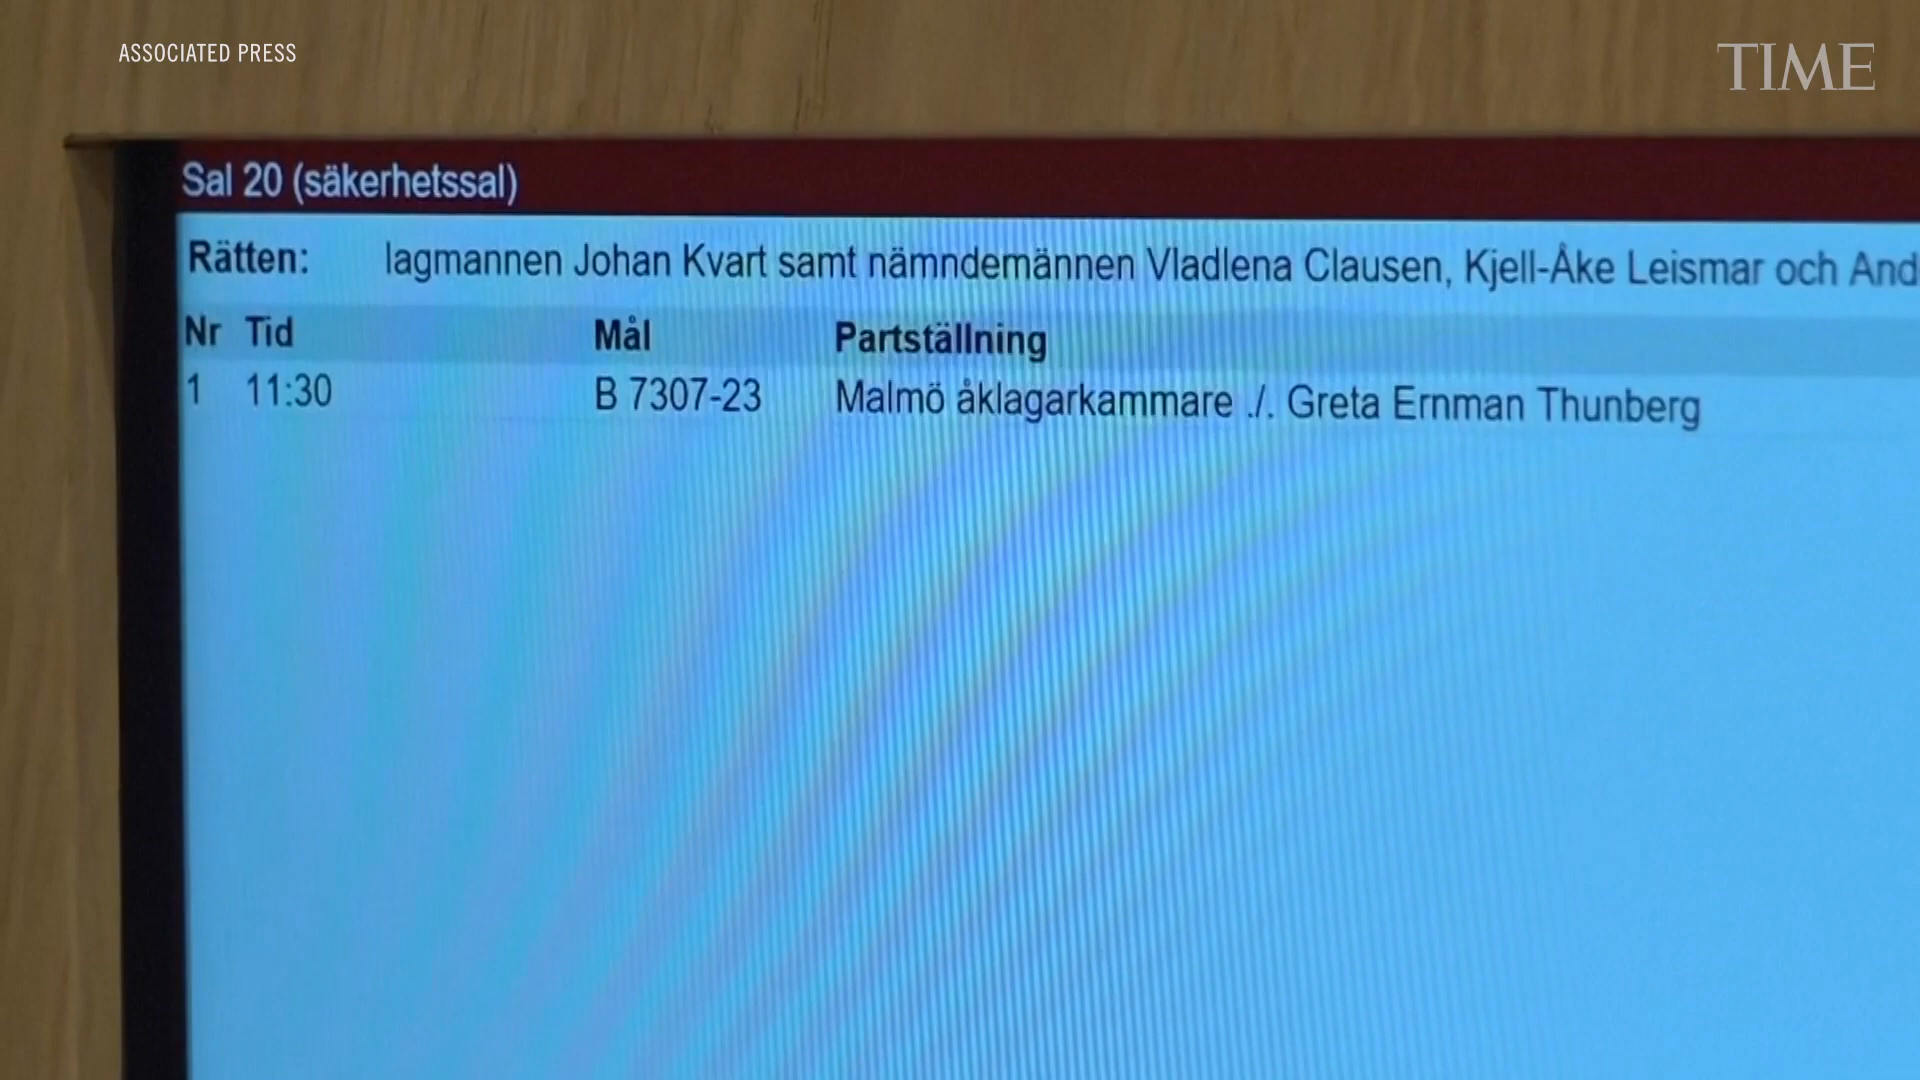 ASSOCIATED PRESS
TIME
Sal 20 (säkerhetssal)
Rätten: lagmannen Johan Kvart samt nämndemännen Vladlena Clausen, Kjell-Åke Leismar och And
Nr Tid Mål Partställning
1 11:30 B 7307-23 Malmö åklagarkammare ./. Greta Ernman Thunberg